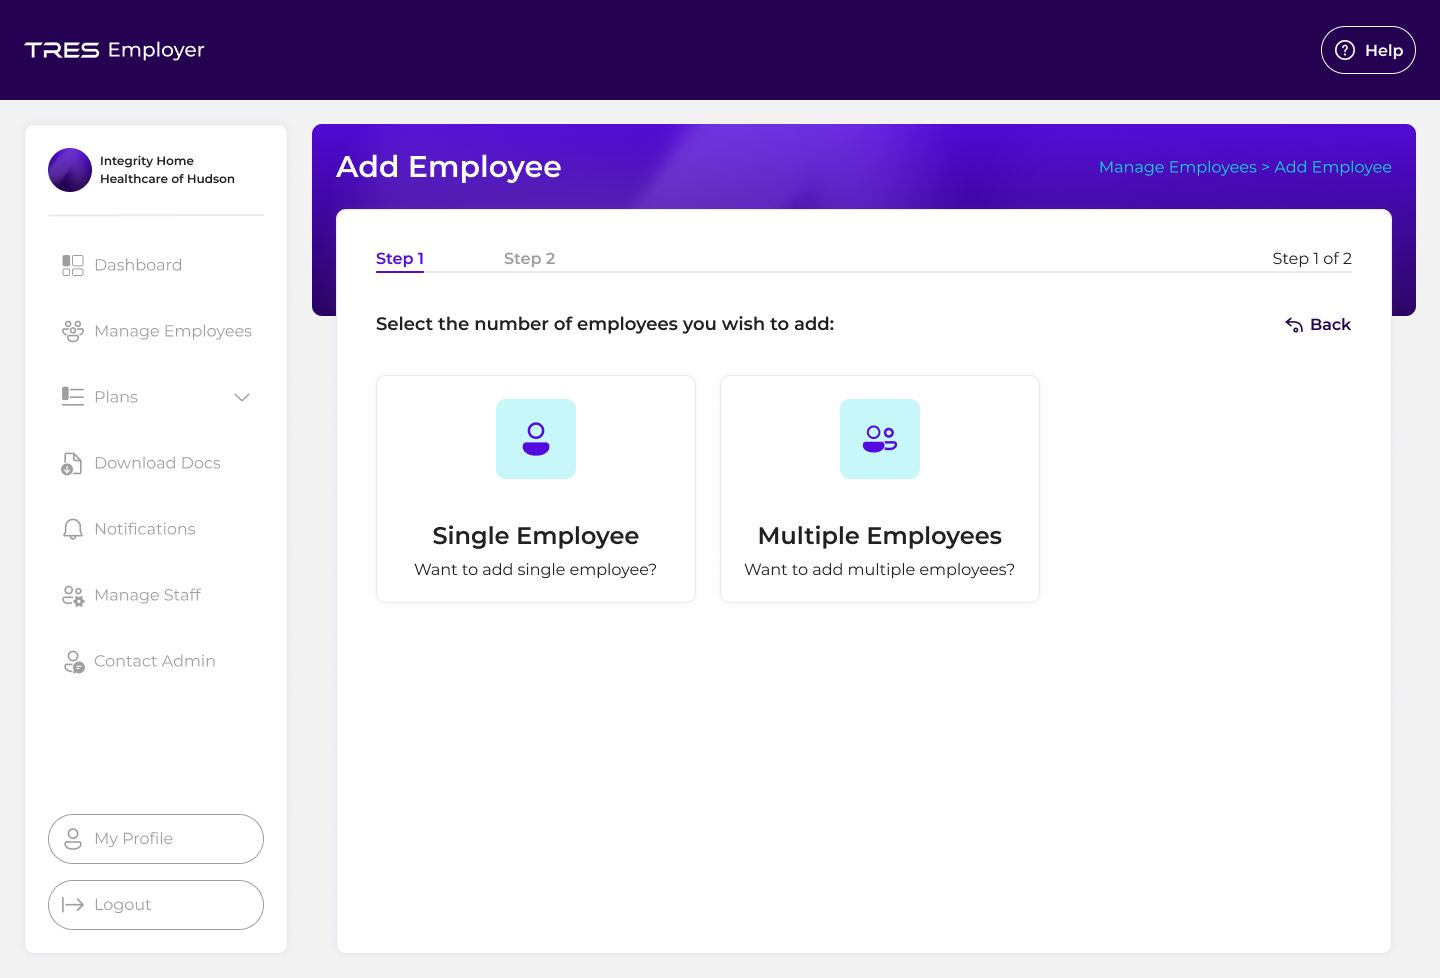 TRES Employer
Help
Integrity Home
Healthcare of Hudson
Dashboard
Manage Employees
Plans
Download Docs
Notifications
Manage Staff
Contact Admin
My Profile
Logout
Add Employee
Manage Employees > Add Employee
Step 1
Step 2
Step 1 of 2
Select the number of employees you wish to add:
Back
Single Employee
Want to add single employee?
Multiple Employees
Want to add multiple employees?